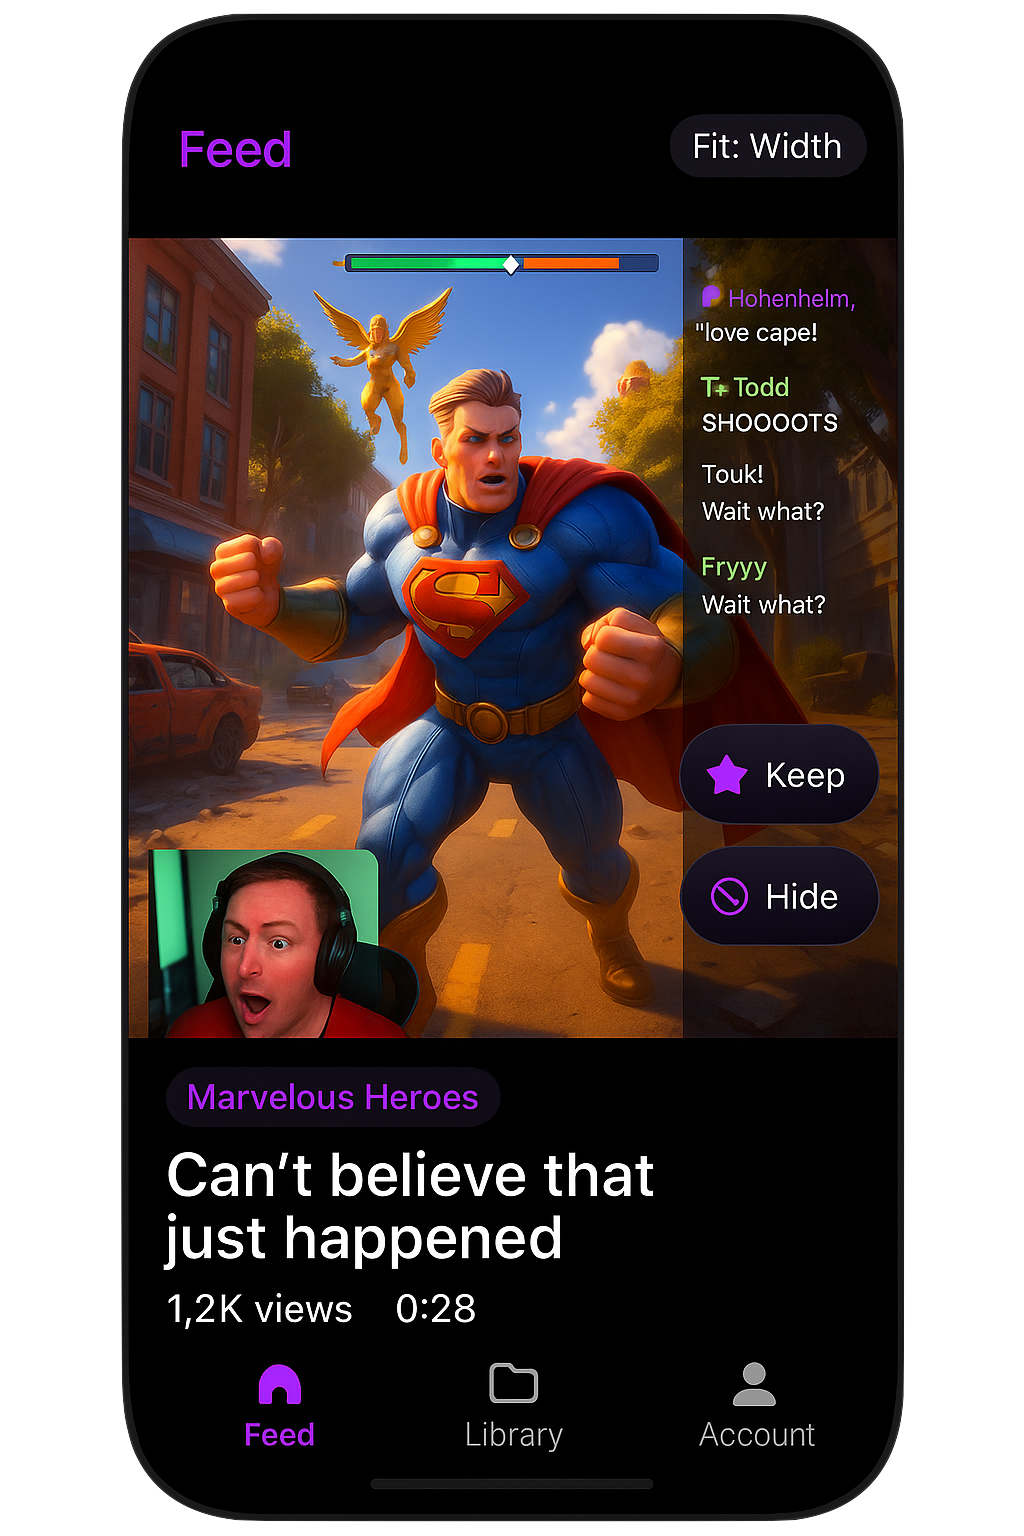 Feed
Fit: Width
Hohenhelm,
"love cape!
T+ Todd
SHOOOOTS
Touk!
Wait what?
Fryyy
Wait what?
S
Keep
Hide
Marvelous Heroes
Can’t believe that
just happened
1,2K views 0:28
Feed
Library
Account